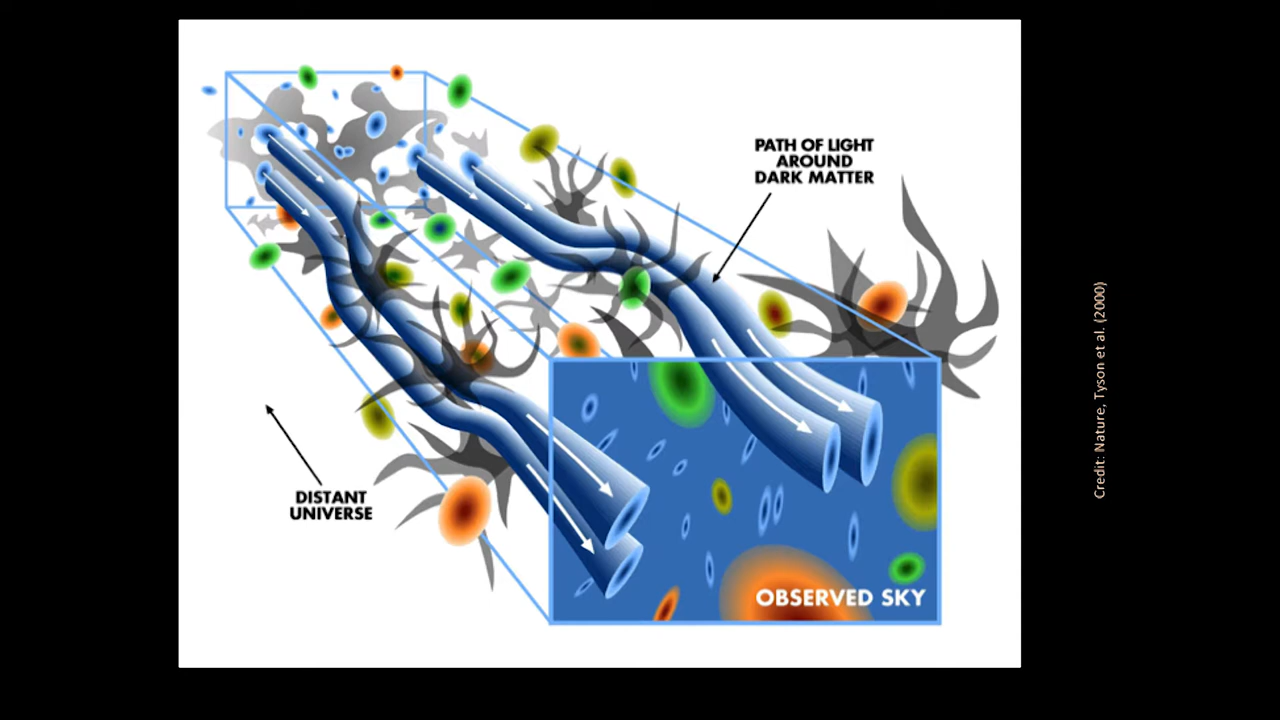 PATH OF LIGHT
AROUND
DARK MATTER
DISTANT
UNIVERSE
OBSERVED SKY
Credit: Nature, Tyson et al. (2000)